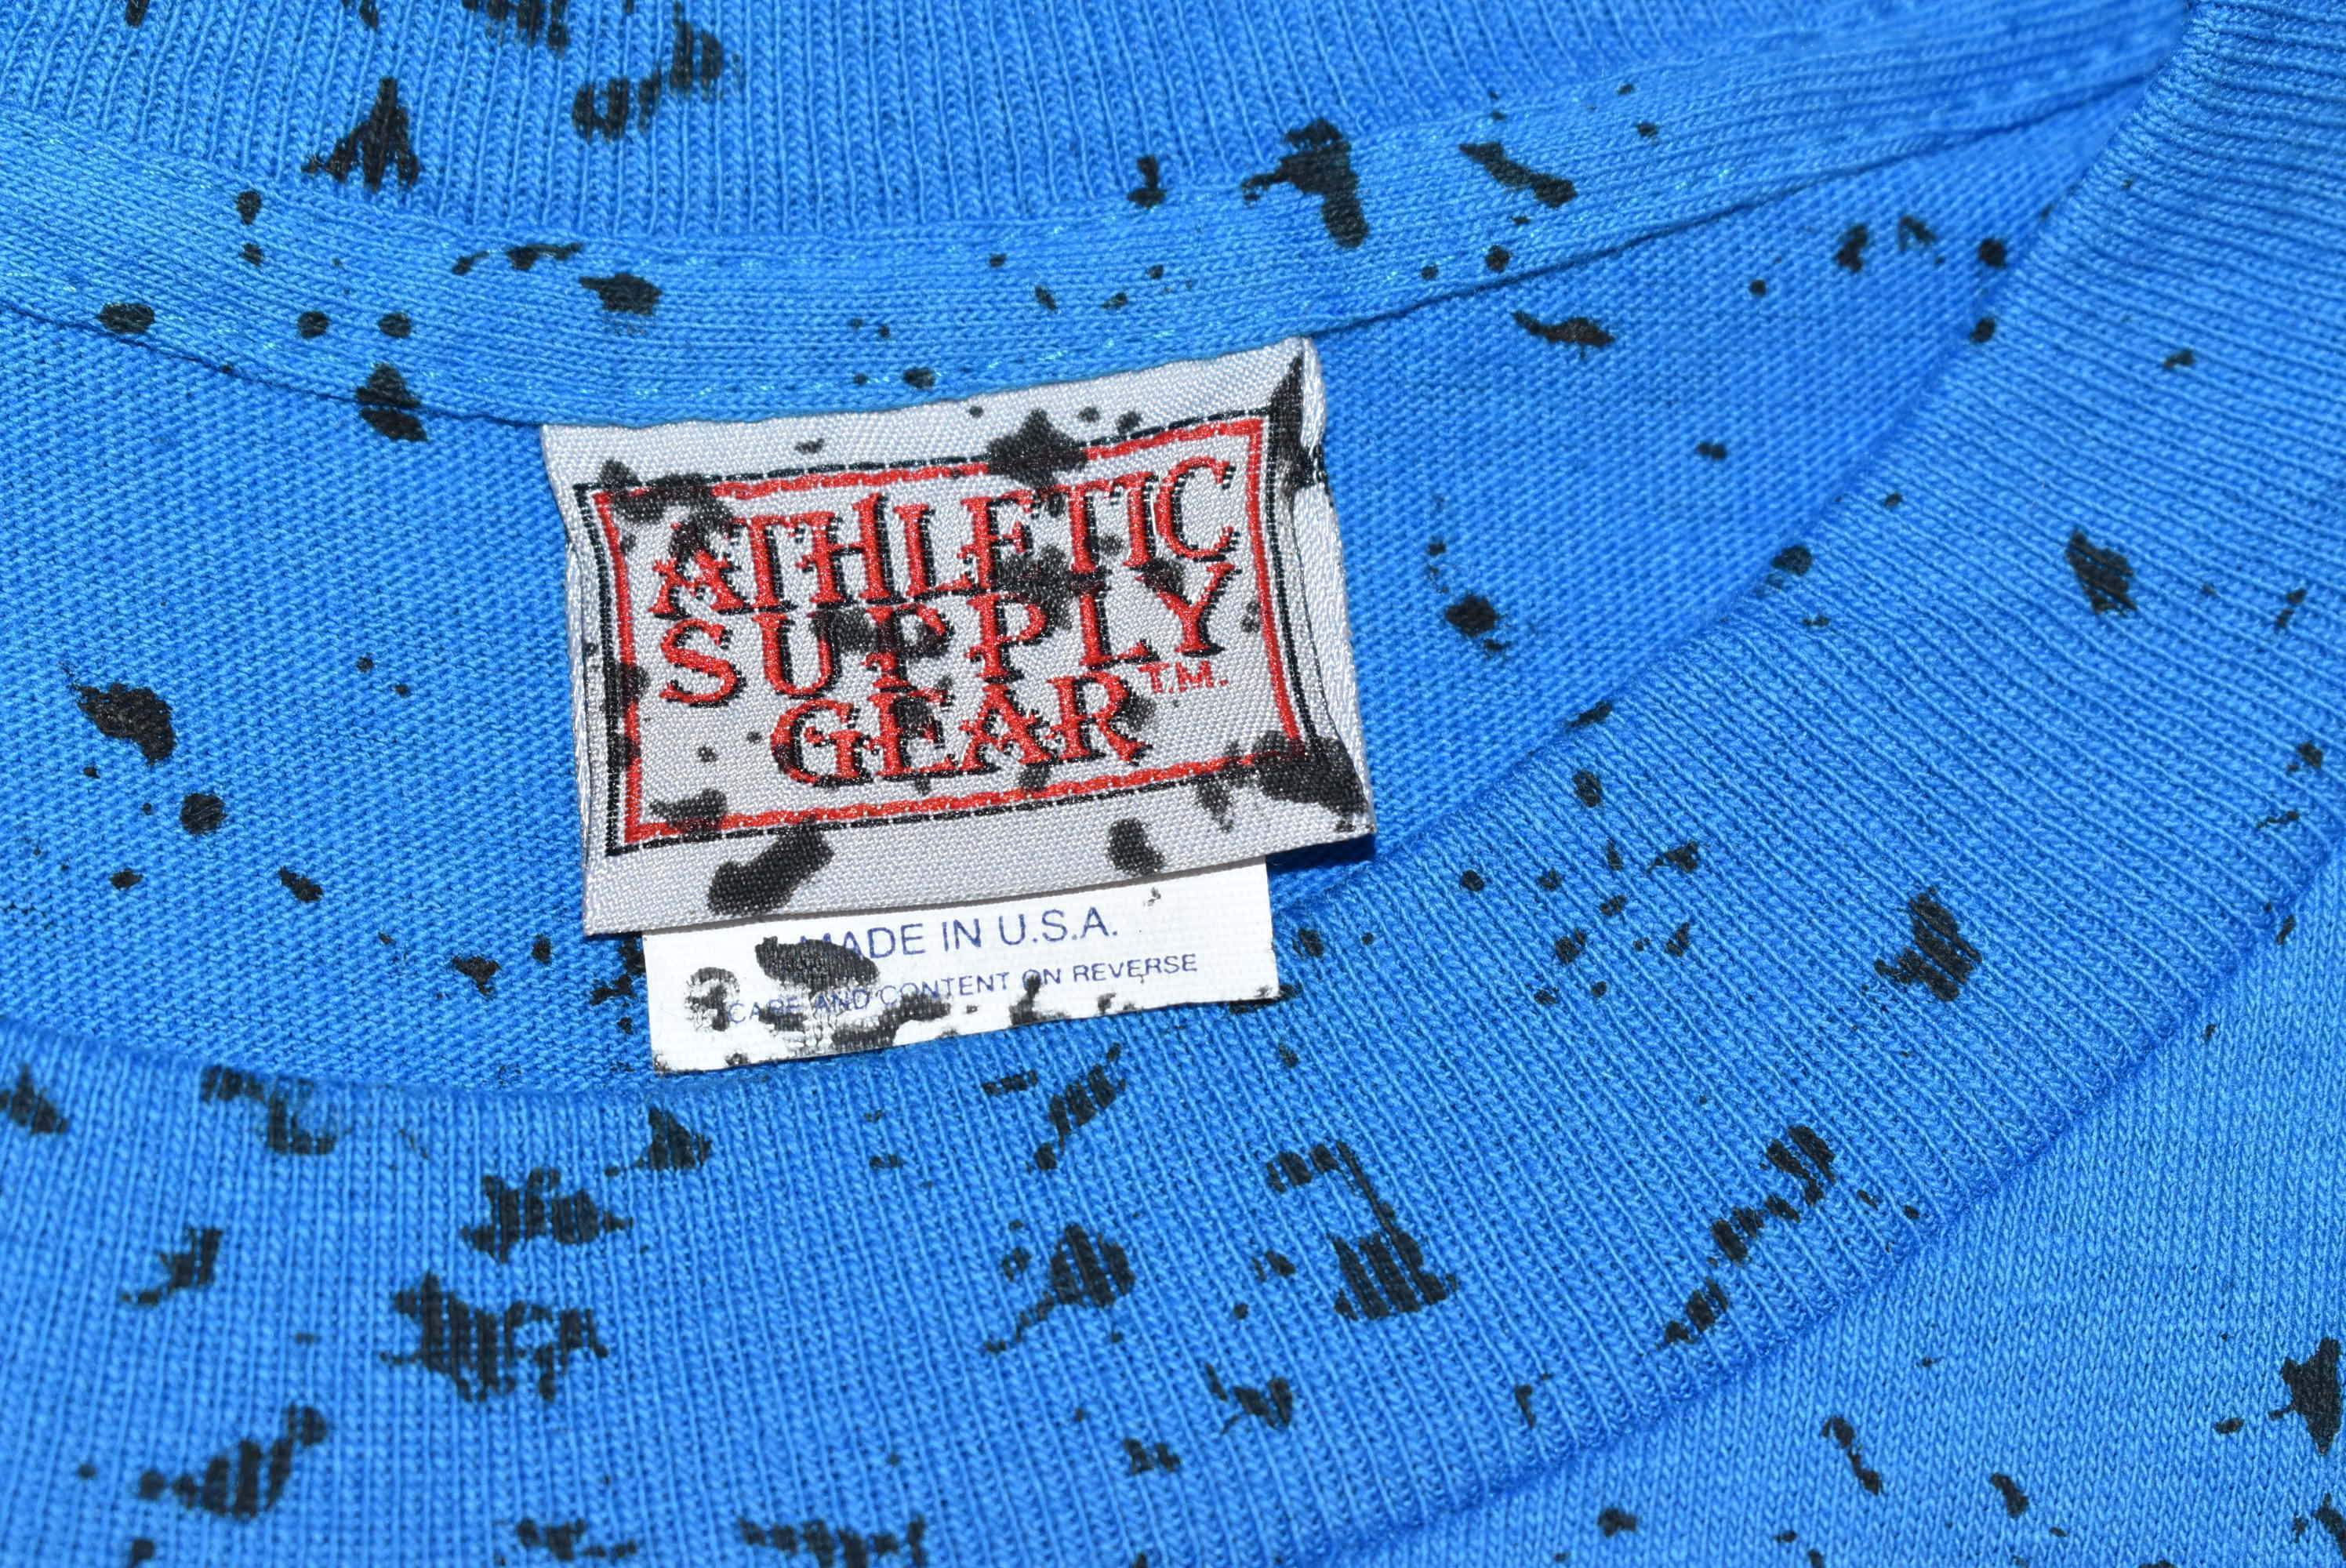 ATHLETIC
SUPPLY
GEAR T.M.
MADE IN U.S.A.
CARE AND CONTENT ON REVERSE